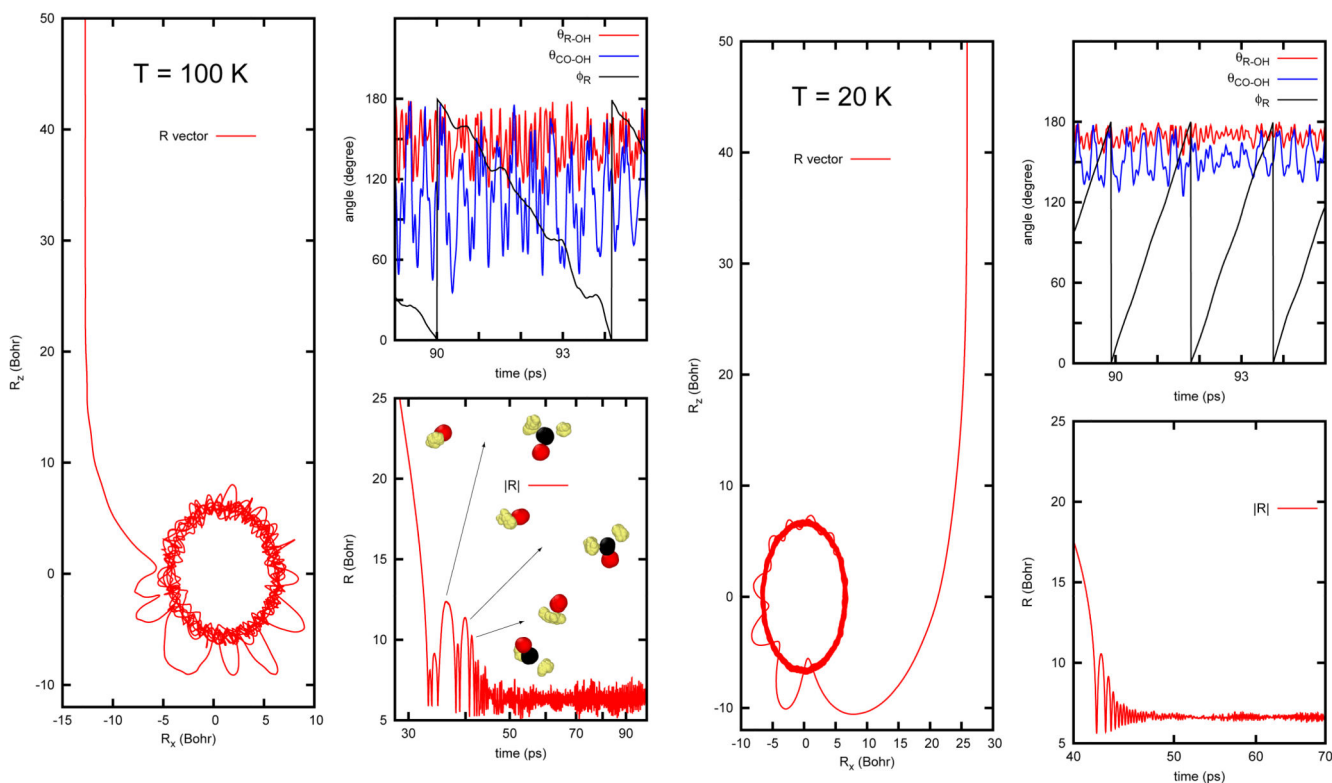 50
40
30
20
10
0
-10
-15
-10
-5
0
5
10
R_z (Bohr)
R_x (Bohr)
T = 100 K
R vector
θ_R-OH
θ_CO-OH
ϕ_R
180
120
60
0
angle (degree)
90
93
time (ps)
25
20
15
10
5
R (Bohr)
|R|
30
50
70
90
time (ps)
50
40
30
20
10
0
-10
-10
-5
0
5
10
15
20
25
30
R_z (Bohr)
R_x (Bohr)
T = 20 K
R vector
θ_R-OH
θ_CO-OH
ϕ_R
180
120
60
0
angle (degree)
90
93
time (ps)
25
20
15
10
5
R (Bohr)
|R|
40
50
60
70
time (ps)